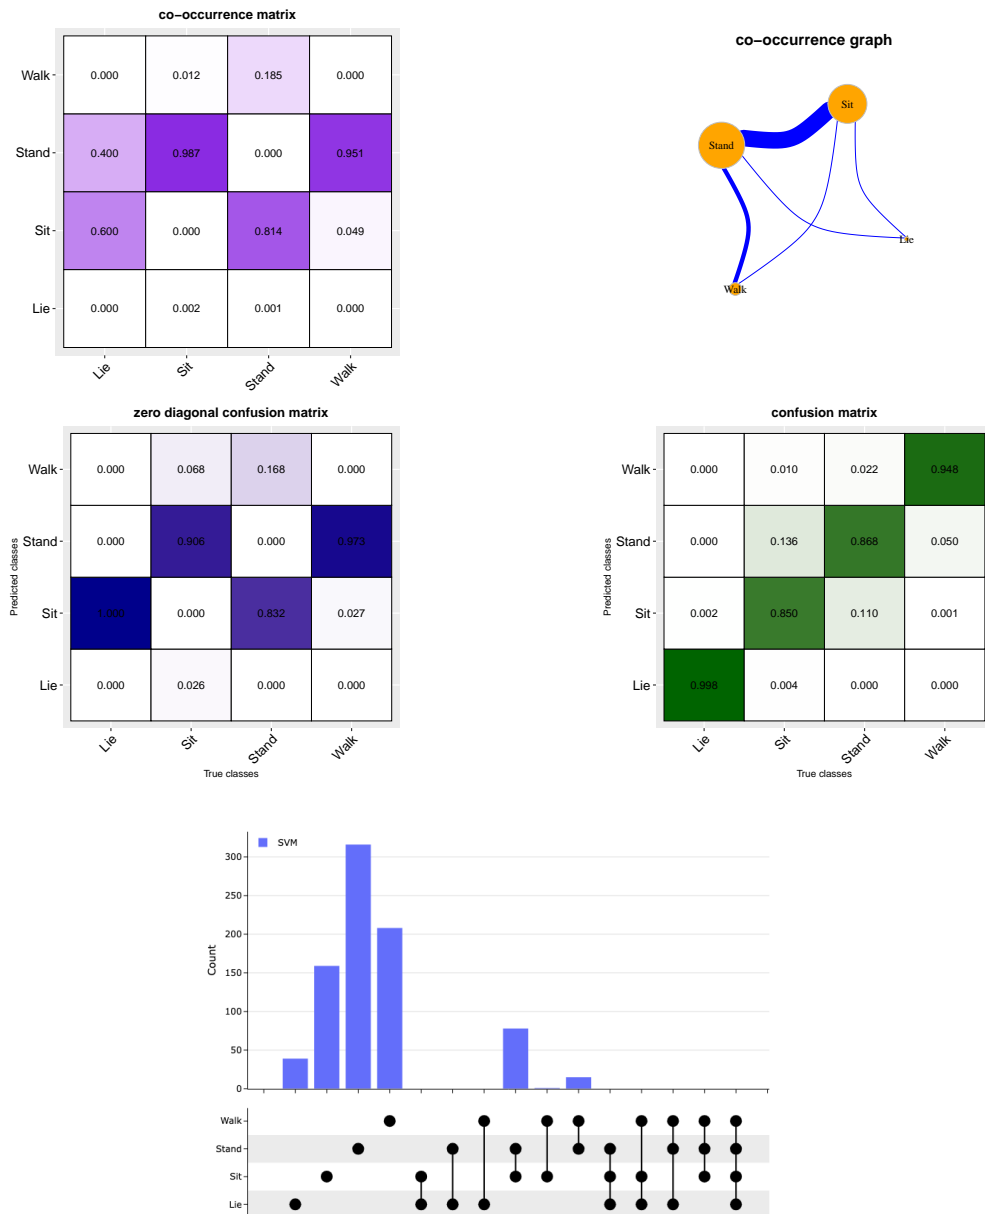 co−occurrence matrix
Walk 0.000 0.012 0.185 0.000
Stand 0.400 0.987 0.000 0.951
Sit 0.600 0.000 0.814 0.049
Lie 0.000 0.002 0.001 0.000
Lie Sit Stand Walk
co−occurrence graph
Sit
Stand
Lie
Walk
zero diagonal confusion matrix
Predicted classes
Walk 0.000 0.068 0.168 0.000
Stand 0.000 0.906 0.000 0.973
Sit 1.000 0.000 0.832 0.027
Lie 0.000 0.026 0.000 0.000
Lie Sit Stand Walk
True classes
confusion matrix
Predicted classes
Walk 0.000 0.010 0.022 0.948
Stand 0.000 0.136 0.868 0.050
Sit 0.002 0.850 0.110 0.001
Lie 0.998 0.004 0.000 0.000
Lie Sit Stand Walk
True classes
SVM
Count
300
250
200
150
100
50
0
Walk
Stand
Sit
Lie